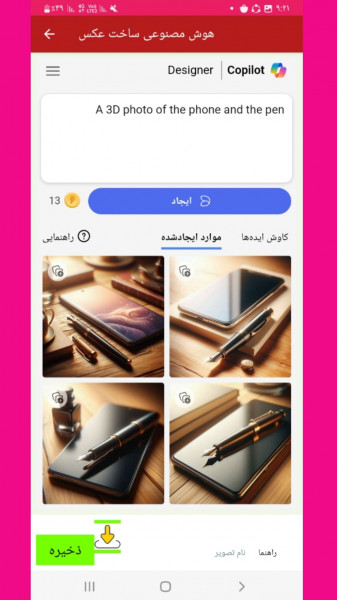 ۹:۲۱
٪۳۹
هوش مصنوعی ساخت عکس
Designer | Copilot
A 3D photo of the phone and the pen
ایجاد
13
کاوش ایده‌ها
موارد ایجادشده
راهنمایی
ذخیره
نام تصویر
راهنما